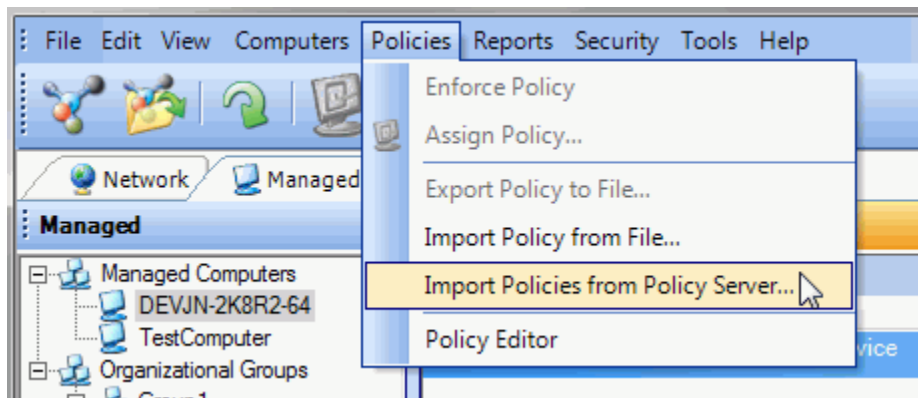 File Edit View Computers Policies Reports Security Tools Help
Enforce Policy
Assign Policy...
Export Policy to File...
Import Policy from File...
Import Policies from Policy Server...
Policy Editor
Network Managed
Managed
Managed Computers
DEVJN-2K8R2-64
TestComputer
Organizational Groups
vice